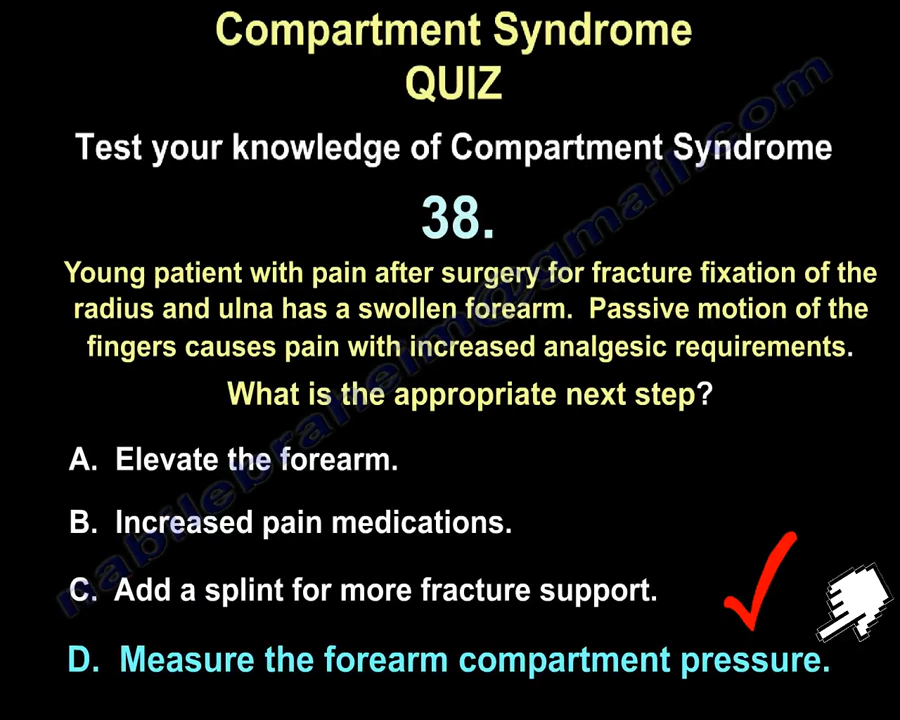 Compartment Syndrome
QUIZ
Test your knowledge of Compartment Syndrome
38.
Young patient with pain after surgery for fracture fixation of the
radius and ulna has a swollen forearm. Passive motion of the
fingers causes pain with increased analgesic requirements.
What is the appropriate next step?
A. Elevate the forearm.
B. Increased pain medications.
C. Add a splint for more fracture support.
D. Measure the forearm compartment pressure.
nabilebraheim@gmail.com